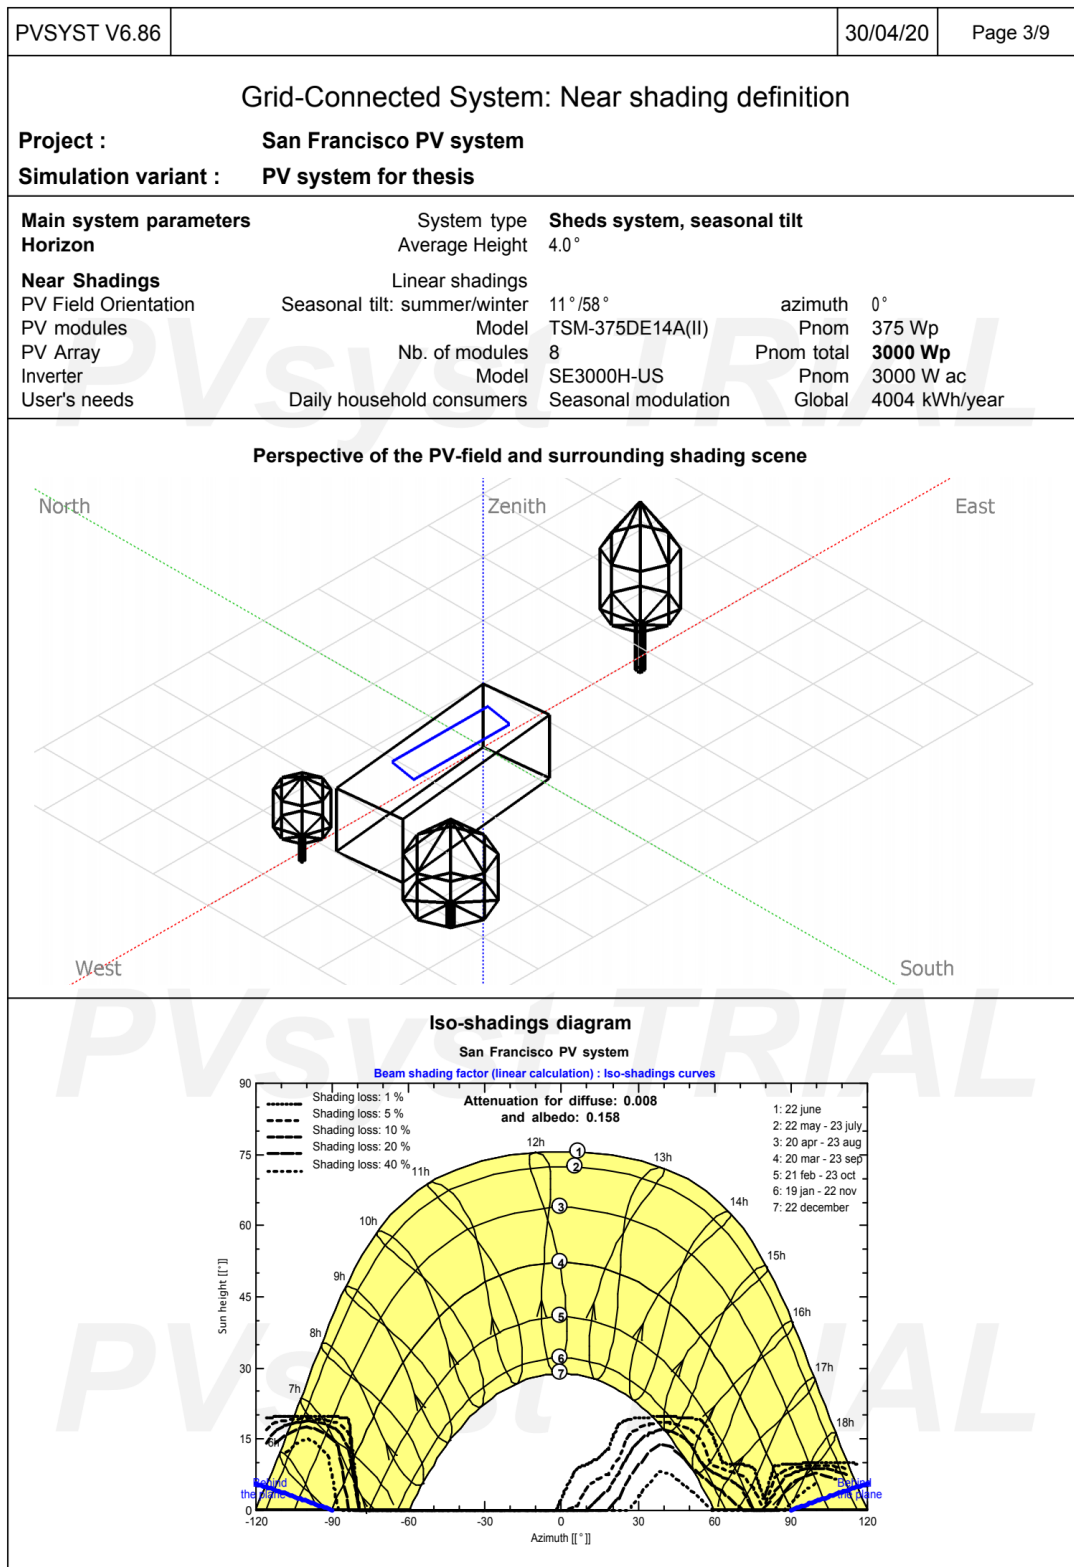 PVSYST V6.86 30/04/20 Page 3/9
Grid-Connected System: Near shading definition
Project : San Francisco PV system
Simulation variant : PV system for thesis
Main system parameters System type Sheds system, seasonal tilt
Horizon Average Height 4.0°
Near Shadings Linear shadings
PV Field Orientation Seasonal tilt: summer/winter 11°/58° azimuth 0°
PV modules Model TSM-375DE14A(II) Pnom 375 Wp
PV Array Nb. of modules 8 Pnom total 3000 Wp
Inverter Model SE3000H-US Pnom 3000 W ac
User's needs Daily household consumers Seasonal modulation Global 4004 kWh/year
PVsyst TRIAL
Perspective of the PV-field and surrounding shading scene
North Zenith East
West South
PVsyst TRIAL
Iso-shadings diagram
San Francisco PV system
Beam shading factor (linear calculation) : Iso-shadings curves
Attenuation for diffuse: 0.008
and albedo: 0.158
Shading loss: 1 %
Shading loss: 5 %
Shading loss: 10 %
Shading loss: 20 %
Shading loss: 40 %
1: 22 june
2: 22 may - 23 july
3: 20 apr - 23 aug
4: 20 mar - 23 sep
5: 21 feb - 23 oct
6: 19 jan - 22 nov
7: 22 december
90
75
60
45
30
15
0
Sun height [[°]]
6h
7h
8h
9h
10h
11h
12h
13h
14h
15h
16h
17h
18h
1
2
3
4
5
6
7
Behind
the plane
Behind
the plane
-120 -90 -60 -30 0 30 60 90 120
Azimuth [[°]]
PVsyst TRIAL